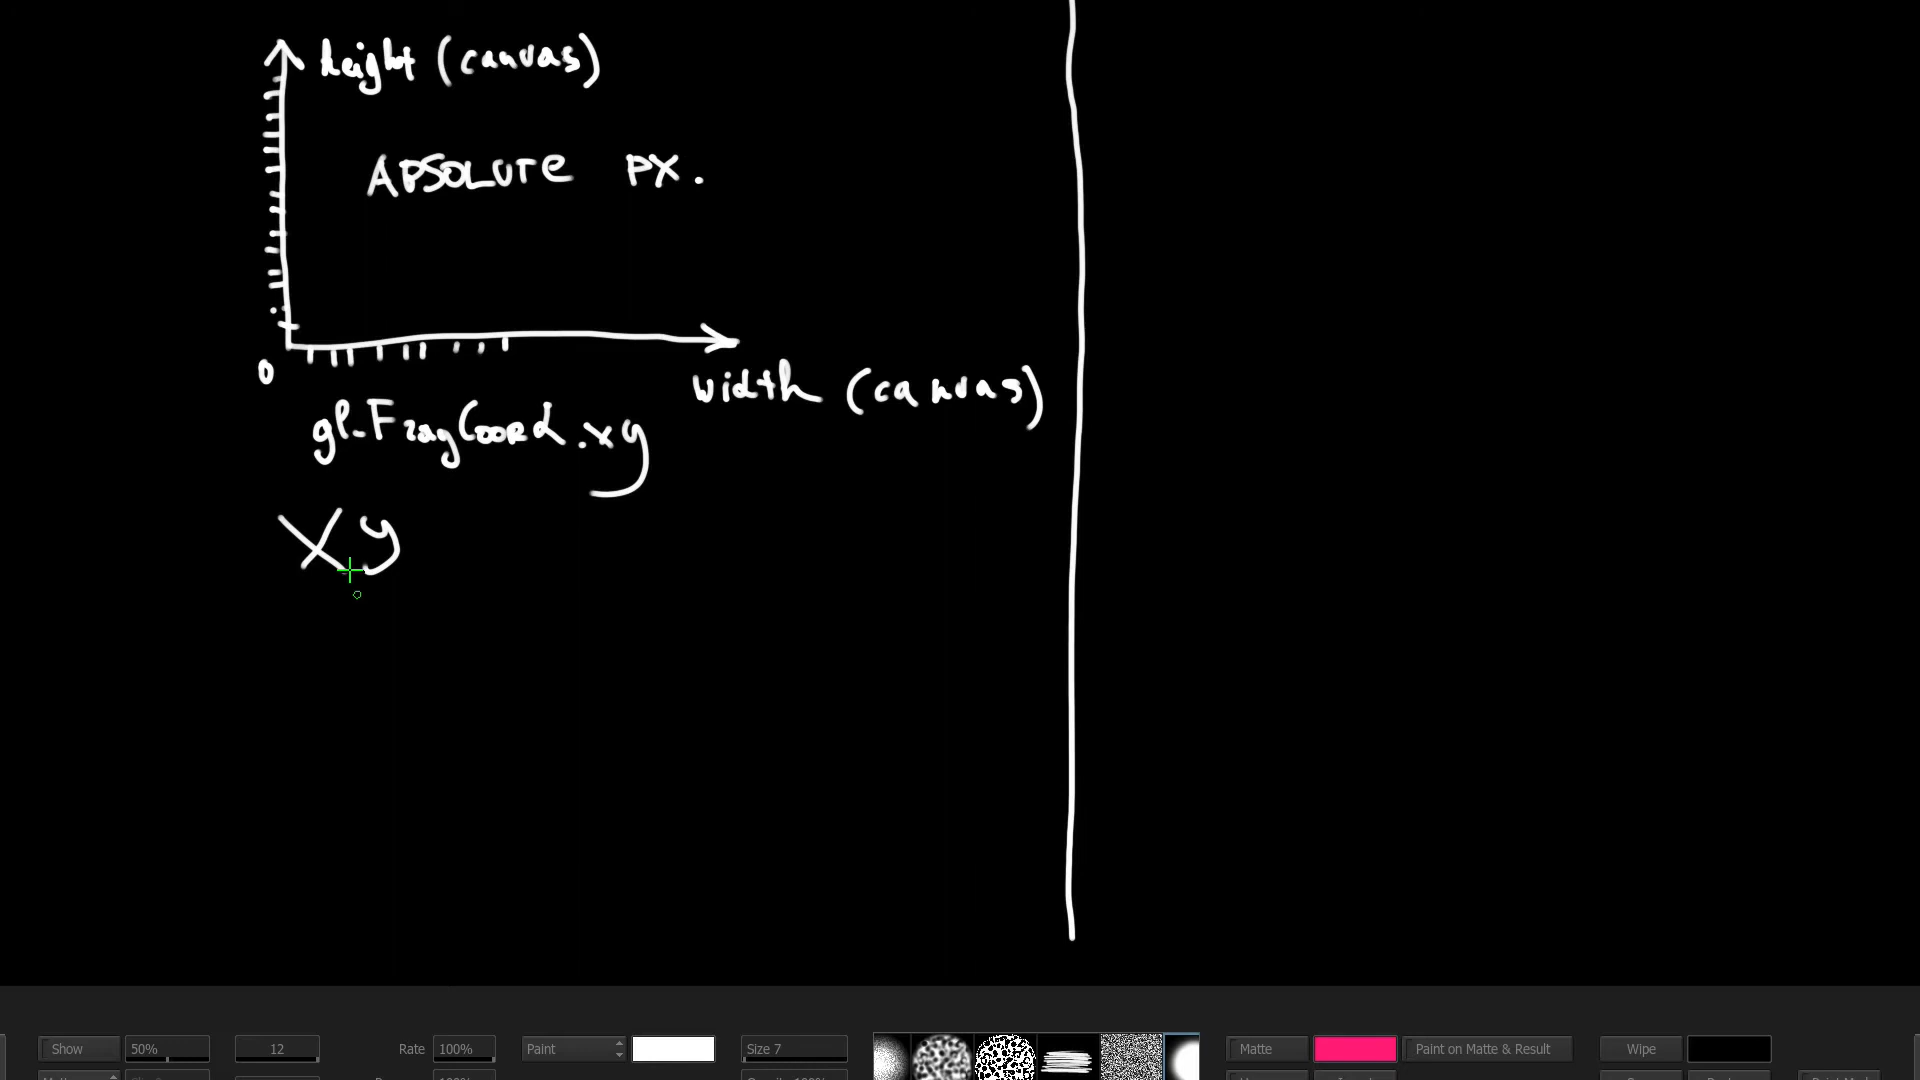 height (canvas)
ABSOLUTE PX.
0
width (canvas)
gl_FragCoord.xy
xy
Show
50%
12
Rate
100%
Paint
Size 7
Matte
Paint on Matte & Result
Wipe